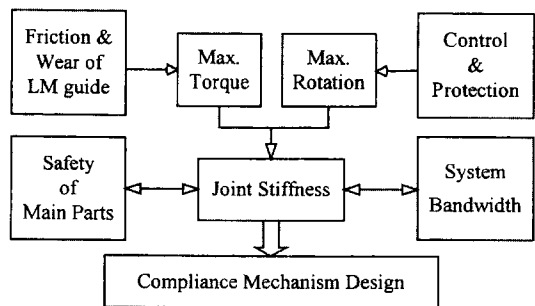 Friction &
Wear of
LM guide
Max.
Torque
Max.
Rotation
Control
&
Protection
Safety
of
Main Parts
Joint Stiffness
System
Bandwidth
Compliance Mechanism Design